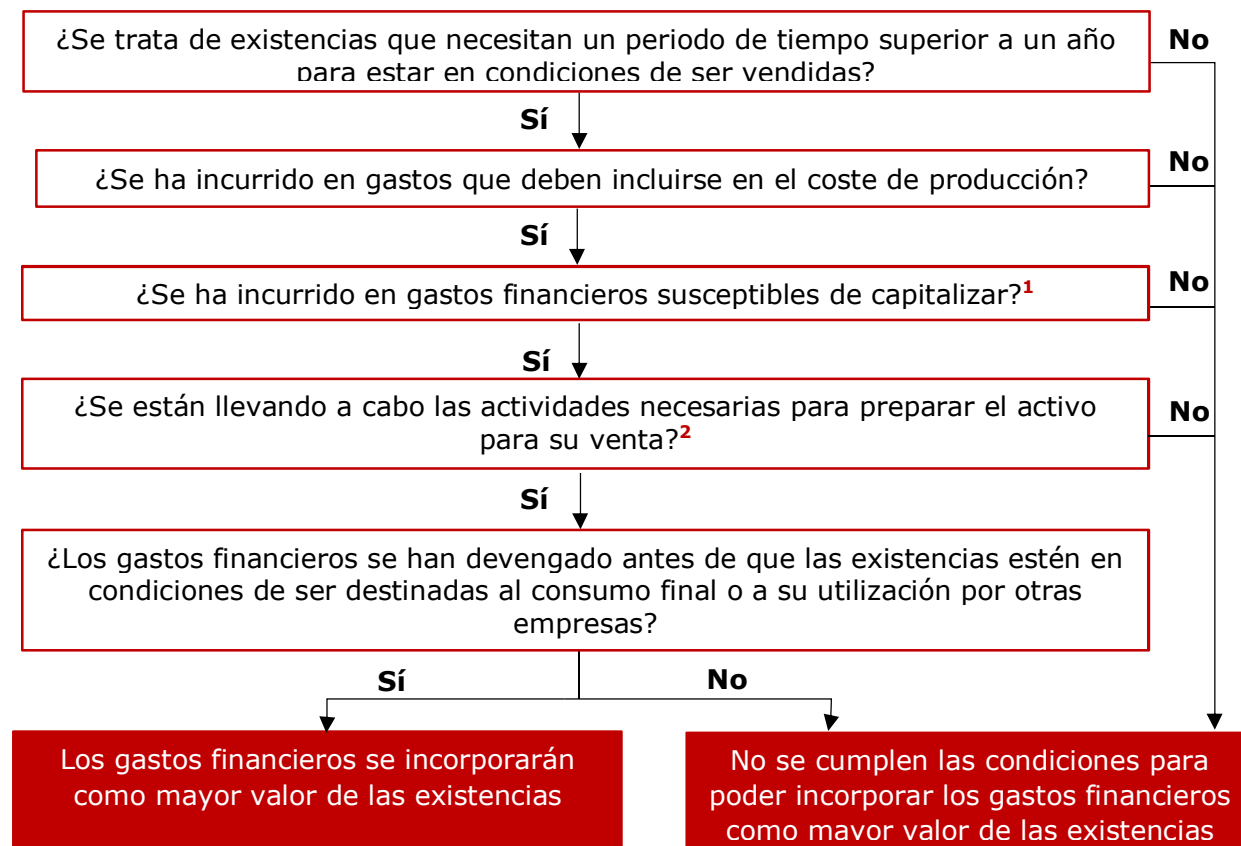 ¿Se trata de existencias que necesitan un periodo de tiempo superior a un año
para estar en condiciones de ser vendidas?
No
Sí
¿Se ha incurrido en gastos que deben incluirse en el coste de producción?
No
Sí
¿Se ha incurrido en gastos financieros susceptibles de capitalizar?1
No
Sí
¿Se están llevando a cabo las actividades necesarias para preparar el activo
para su venta?2
No
Sí
¿Los gastos financieros se han devengado antes de que las existencias estén en
condiciones de ser destinadas al consumo final o a su utilización por otras
empresas?
Sí
No
Los gastos financieros se incorporarán
como mayor valor de las existencias
No se cumplen las condiciones para
poder incorporar los gastos financieros
como mayor valor de las existencias